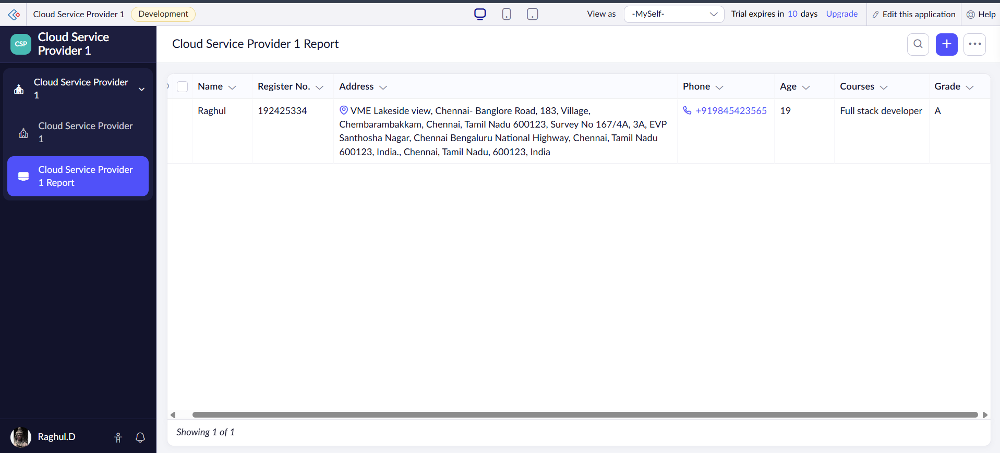 Cloud Service Provider 1 Development View as -MySelf- Trial expires in 10 days Upgrade Edit this application Help
CSP
Cloud Service
Provider 1
Cloud Service Provider
1
Cloud Service Provider
1
Cloud Service Provider
1 Report
Raghul.D
Cloud Service Provider 1 Report
Name Register No. Address Phone Age Courses Grade
Raghul 192425334 VME Lakeside view, Chennai- Banglore Road, 183, Village, +919845423565 19 Full stack developer A
Chembarambakkam, Chennai, Tamil Nadu 600123, Survey No 167/4A, 3A, EVP
Santhosha Nagar, Chennai Bengaluru National Highway, Chennai, Tamil Nadu
600123, India., Chennai, Tamil Nadu, 600123, India
Showing 1 of 1